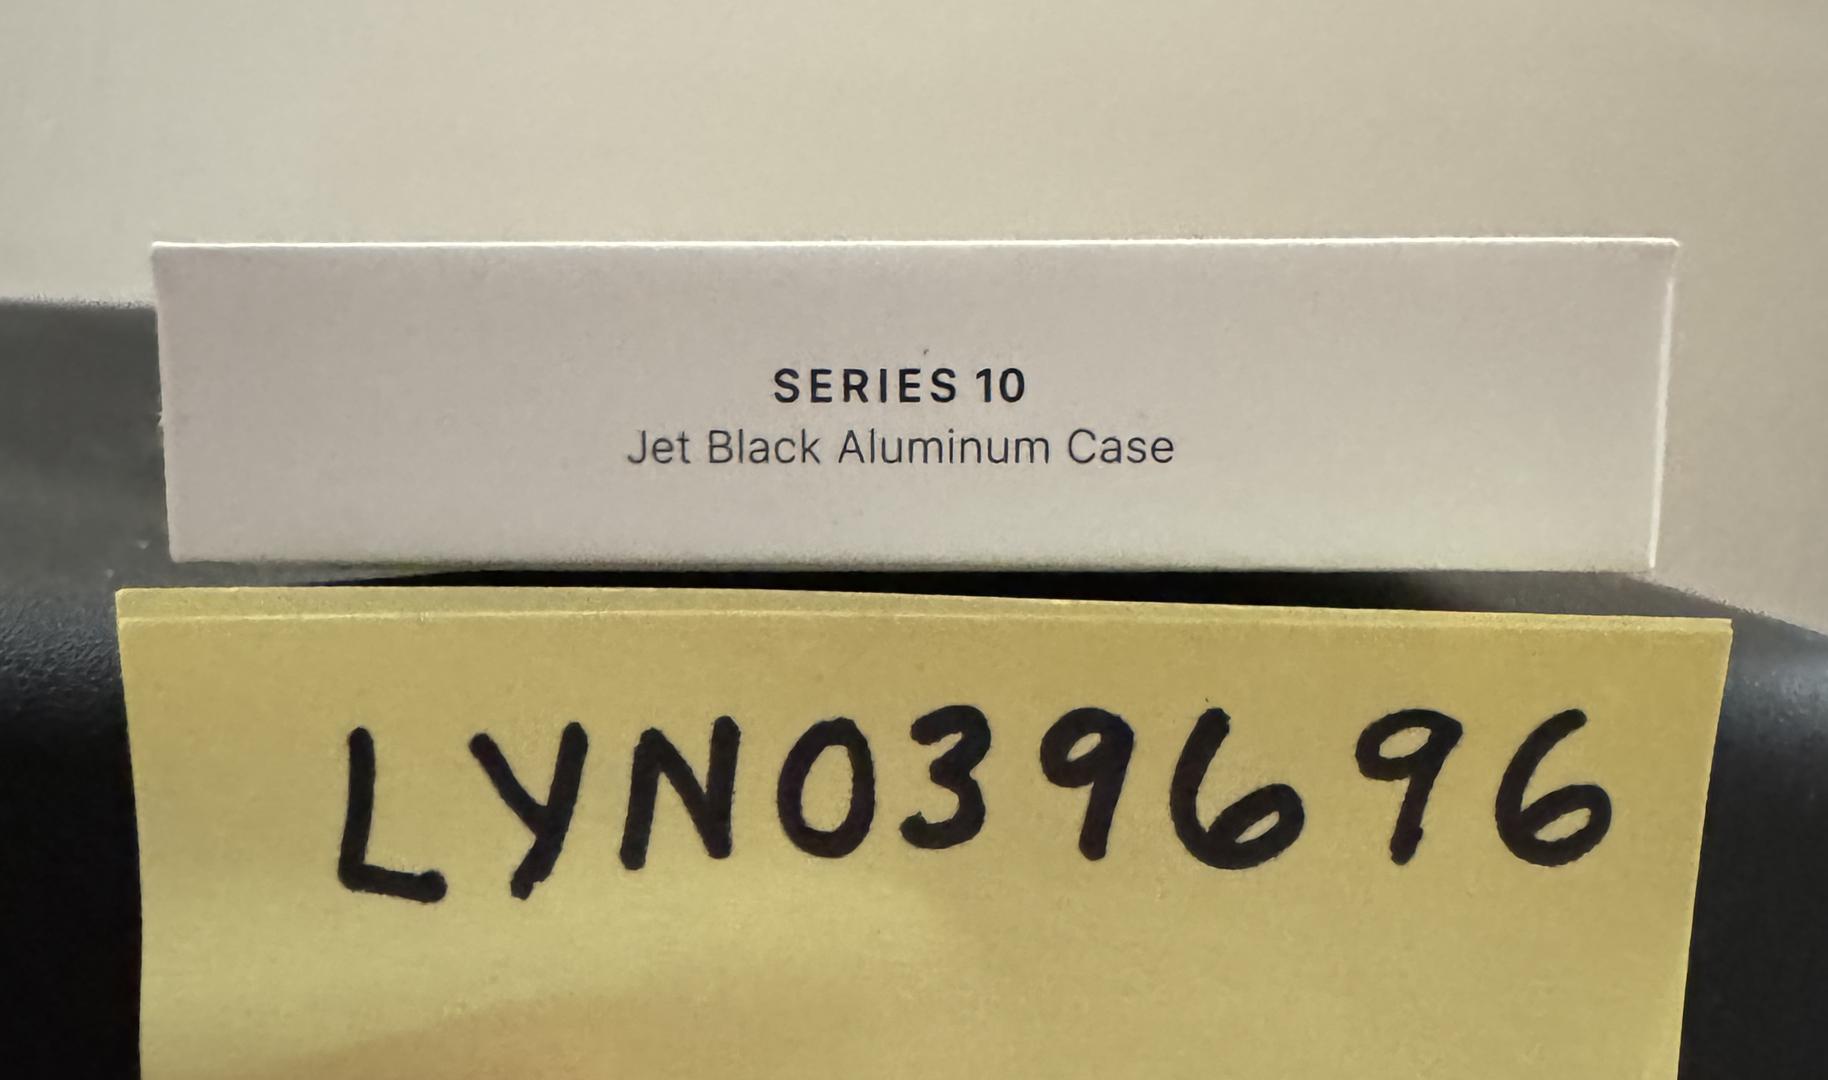 SERIES 10
Jet Black Aluminum Case
LYN039696